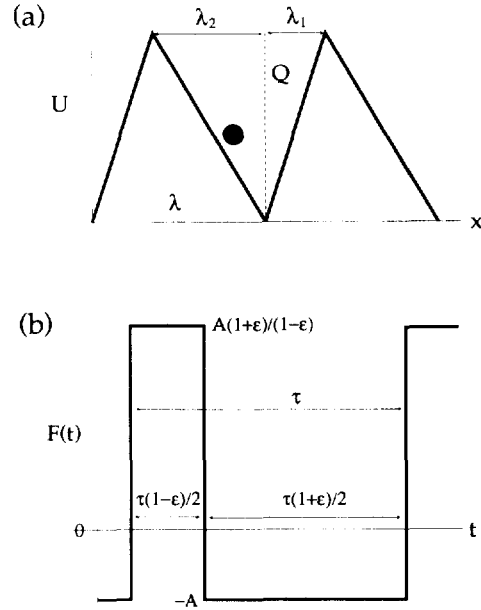 (a)
λ₂
λ₁
Q
U
λ
x
(b)
A(1+ε)/(1−ε)
τ
F(t)
τ(1−ε)/2
τ(1+ε)/2
0
t
−A